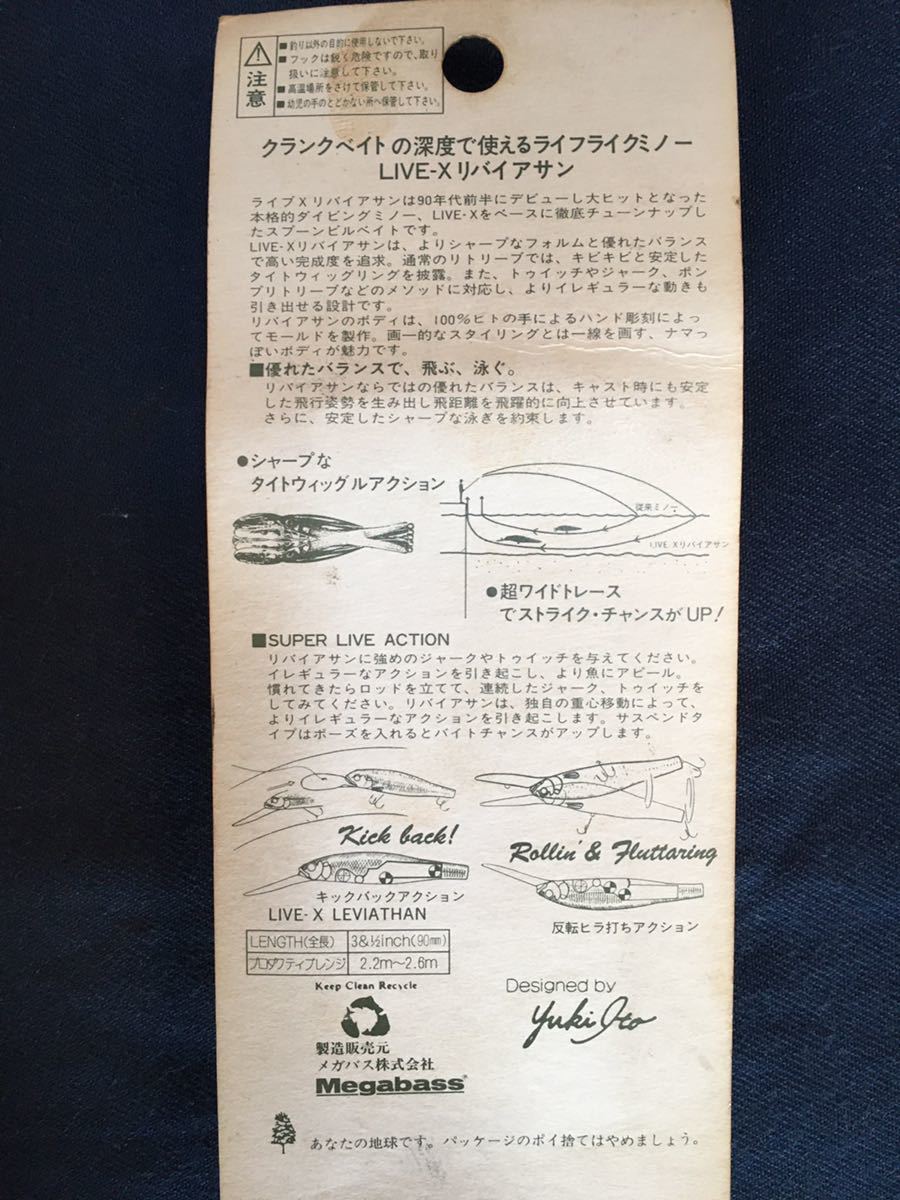 注意
■釣り以外の目的に使用しないで下さい。
■フックは鋭く危険ですので、取り
扱いに注意して下さい。
■高温場所をさけて保管して下さい。
■幼児の手のとどかない所へ保管して下さい。
クランクベイトの深度で使えるライフライクミノー
LIVE-Xリバイアサン
ライブXリバイアサンは90年代前半にデビューし大ヒットとなった
本格的ダイビングミノー、LIVE-Xをベースに徹底チューンナップし
たスプーンビルベイトです。
LIVE-Xリバイアサンは、よりシャープなフォルムと優れたバランス
で高い完成度を追求。通常のリトリーブでは、キビキビと安定した
タイトウィッグリングを披露。また、トゥイッチやジャーク、ポン
プリトリーブなどのメソッドに対応し、よりイレギュラーな動きも
引き出せる設計です。
リバイアサンのボディは、100%ヒトの手によるハンド彫刻によっ
てモールドを製作。画一的なスタイリングとは一線を画す、ナマっ
ぽいボディが魅力です。
■優れたバランスで、飛ぶ、泳ぐ。
リバイアサンならではの優れたバランスは、キャスト時にも安定
した飛行姿勢を生み出し飛距離を飛躍的に向上させています。
さらに、安定したシャープな泳ぎを約束します。
●シャープな
タイトウィッグルアクション
従来ミノー
LIVE-Xリバイアサン
●超ワイドトレース
でストライク・チャンスがUP!
■SUPER LIVE ACTION
リバイアサンに強めのジャークやトゥイッチを与えてください。
イレギュラーなアクションを引き起こし、より魚にアピール。
慣れてきたらロッドを立てて、連続したジャーク、トゥイッチを
してみてください。リバイアサンは、独自の重心移動によって、
よりイレギュラーなアクションを引き起こします。サスペンドタ
イプはポーズを入れるとバイトチャンスがアップします。
Kick back!
キックバックアクション
Rollin' & Fluttaring
反転ヒラ打ちアクション
LIVE-X LEVIATHAN
LENGTH(全長) 3&½inch(90mm)
プロダクティブレンジ 2.2m〜2.6m
Keep Clean Recycle
製造販売元
メガバス株式会社
Megabass®
Designed by
Yuki Ito
あなたの地球です。パッケージのポイ捨てはやめましょう。